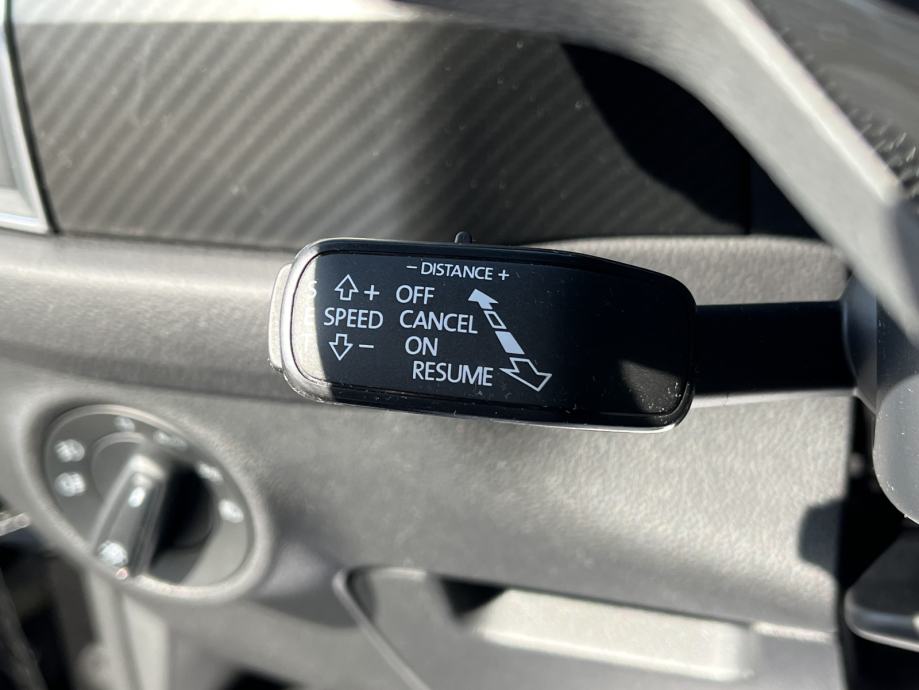 − DISTANCE +
+ OFF
SPEED CANCEL
− ON
RESUME